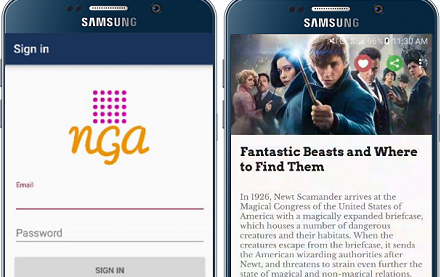 SAMSUNG
Sign in
nGA
Email
Password
SIGN IN
SAMSUNG
96% 11:30 AM
Fantastic Beasts and Where
to Find Them
In 1926, Newt Scamander arrives at the
Magical Congress of the United States of
America with a magically expanded briefcase,
which houses a number of dangerous
creatures and their habitats. When the
creatures escape from the briefcase, it sends
the American wizarding authorities after
Newt, and threatens to strain even further the
state of magical and non-magical relations.